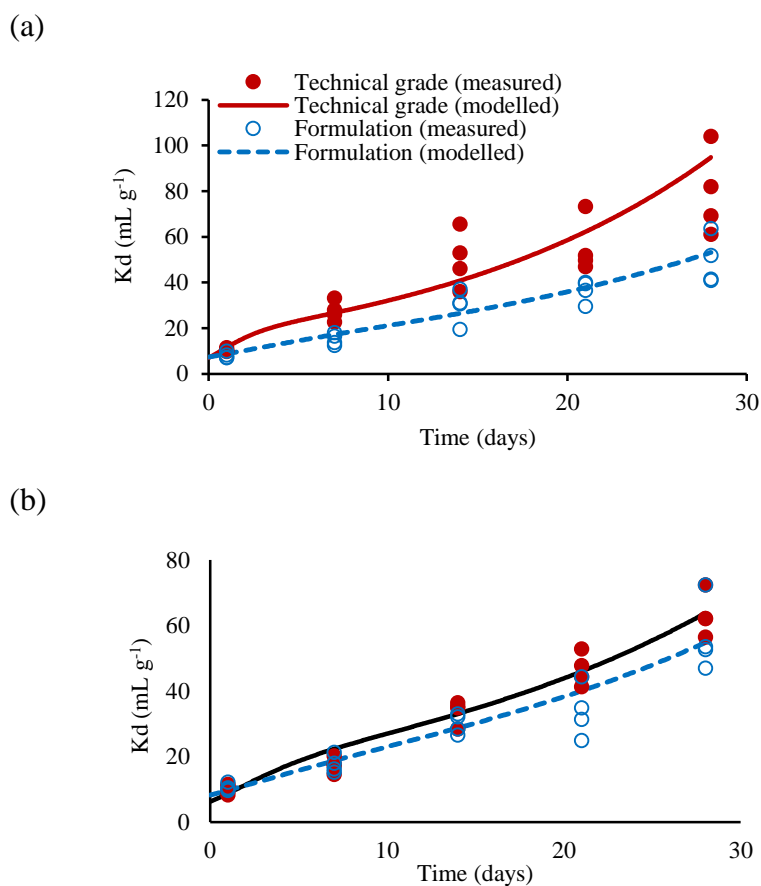 (a)
Technical grade (measured)
Technical grade (modelled)
Formulation (measured)
Formulation (modelled)
120
100
80
60
40
20
0
Kd (mL g-1)
0 10 20 30
Time (days)
(b)
80
60
40
20
0
Kd (mL g-1)
0 10 20 30
Time (days)